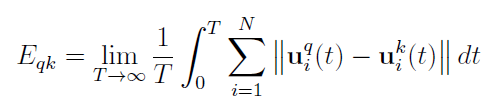 E_{qk} = \lim_{T \to \infty} \frac{1}{T} \int_0^T \sum_{i=1}^{N} \left\| \mathbf{u}_i^q(t) - \mathbf{u}_i^k(t) \right\| dt